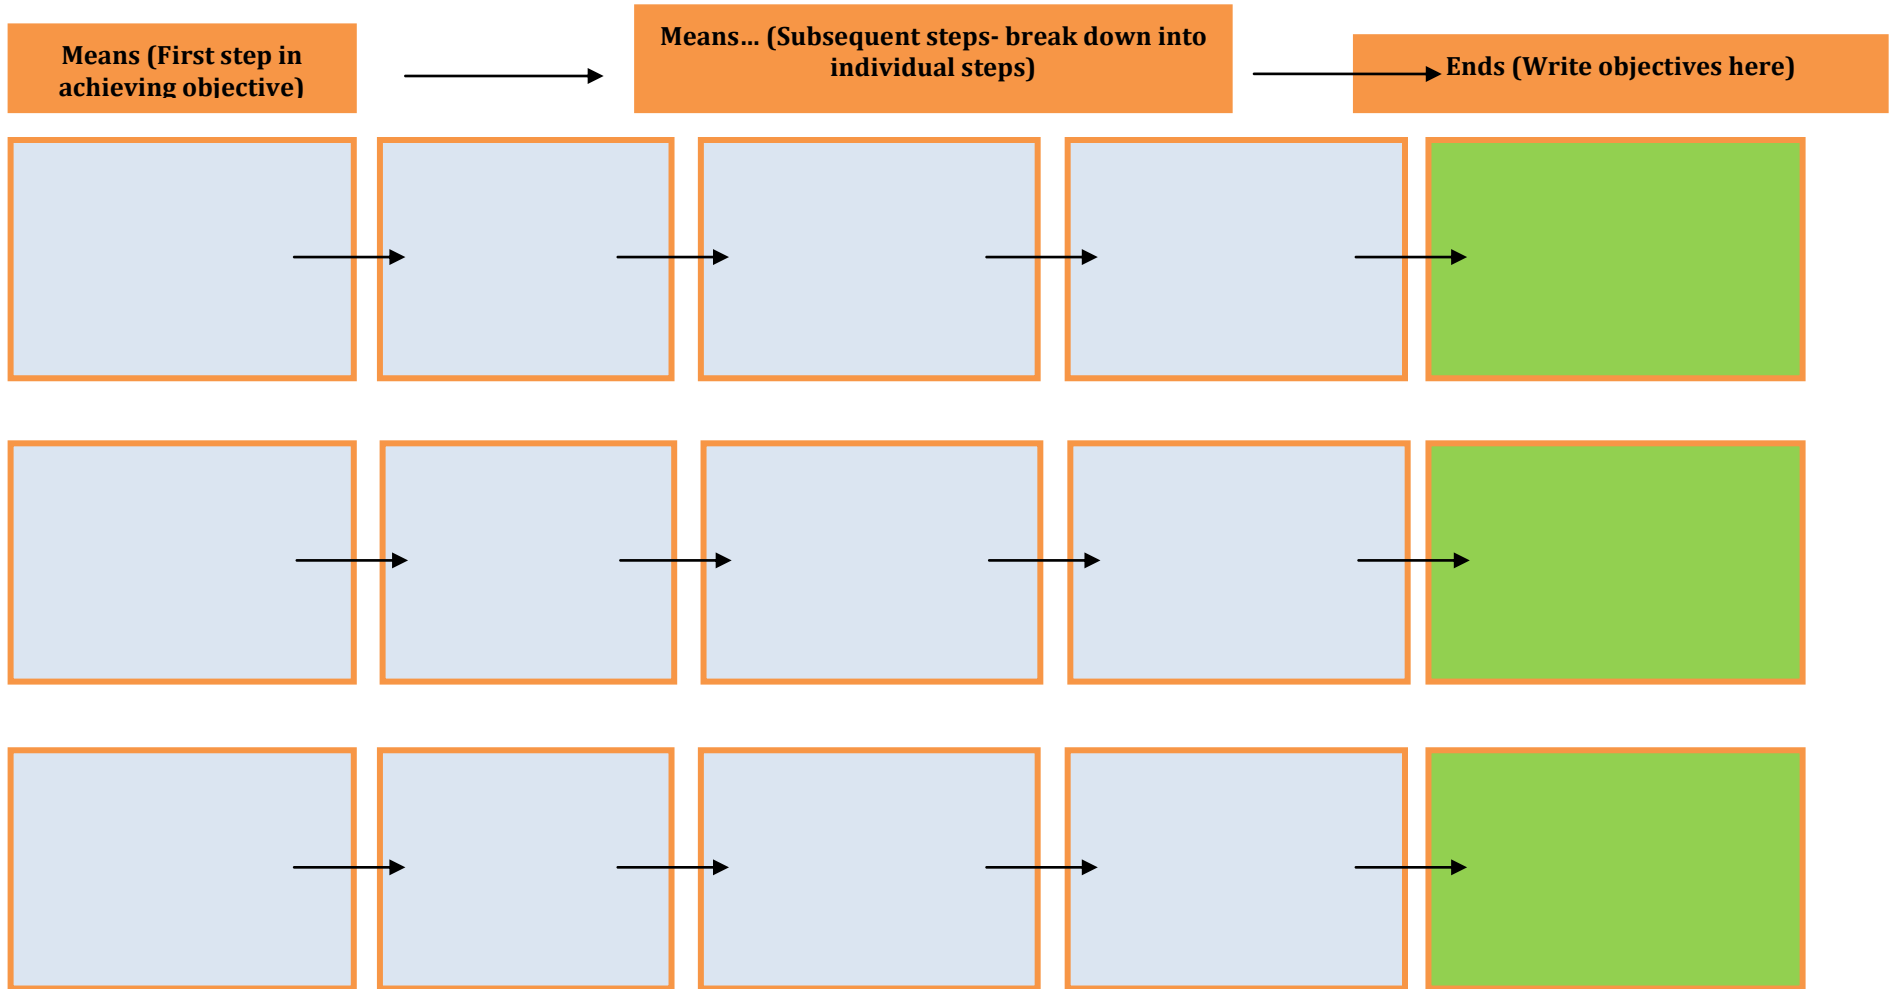 Means (First step in
achieving objective)
Means... (Subsequent steps- break down into
individual steps)
Ends (Write objectives here)